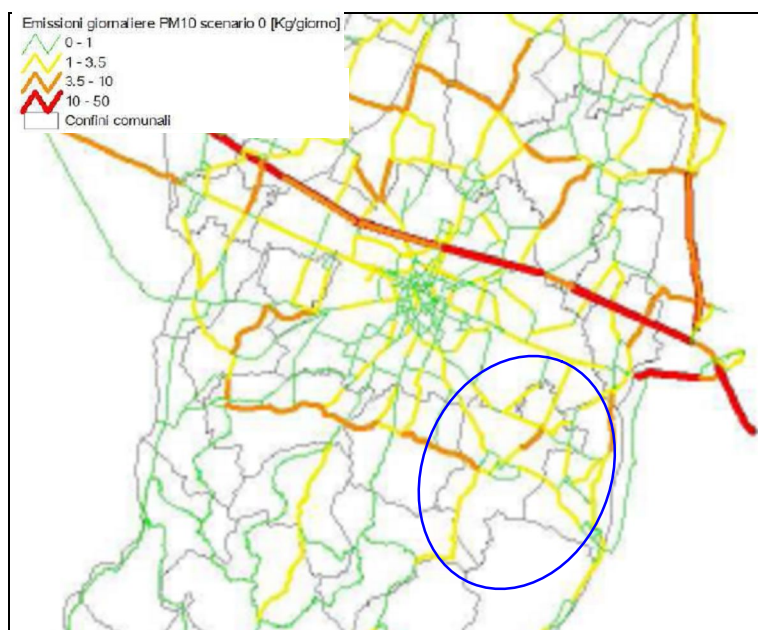 Emissioni giornaliere PM10 scenario 0 [Kg/giorno]
0 - 1
1 - 3.5
3.5 - 10
10 - 50
Confini comunali